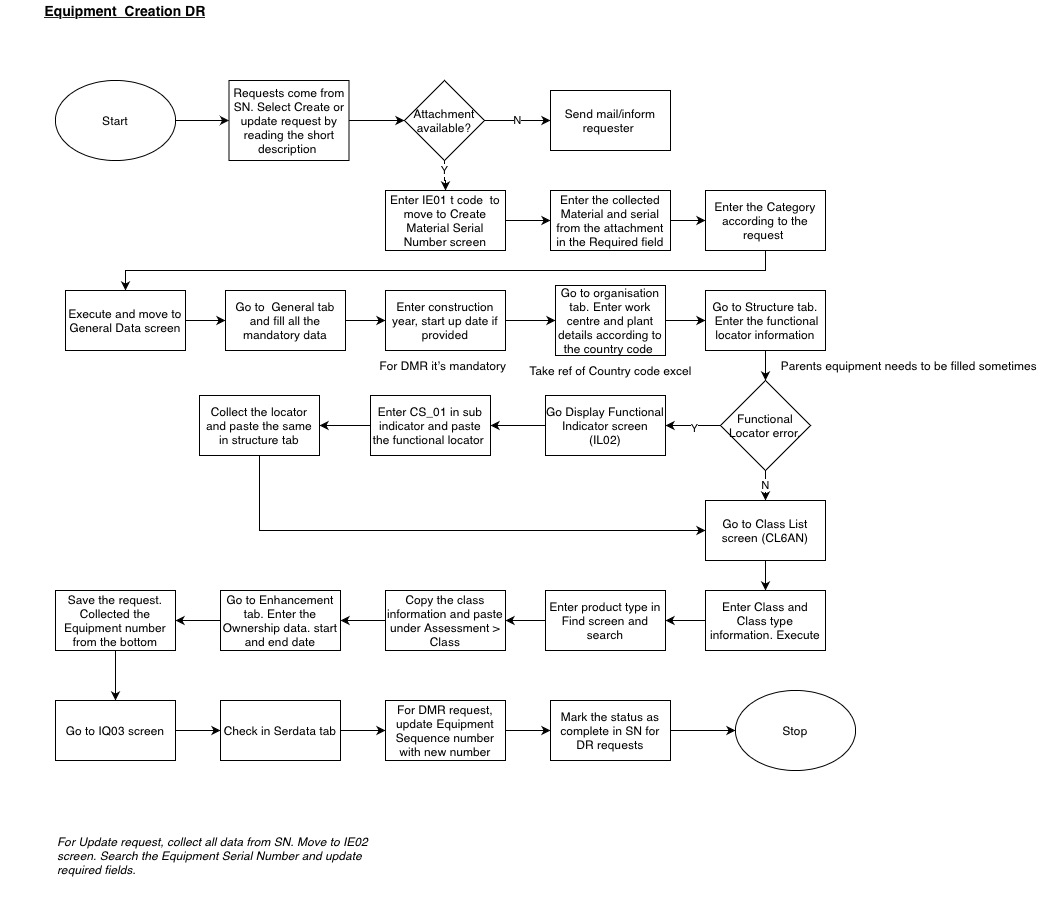 Equipment  Creation DR
Start
Requests come from
SN. Select Create or
update request by
reading the short
description
Attachment
available?
N
Send mail/inform
requester
Y
Enter IE01 t code  to
move to Create
Material Serial
Number screen
Enter the collected
Material and serial
from the attachment
in the Required field
Enter the Category
according to the
request
Execute and move to
General Data screen
Go to  General tab
and fill all the
mandatory data
Enter construction
year, start up date if
provided
Go to organisation
tab. Enter work
centre and plant
details according to
the country code
Go to Structure tab.
Enter the functional
locator information
For DMR it's mandatory
Take ref of Country code excel
Parents equipment needs to be filled sometimes
Collect the locator
and paste the same
in structure tab
Enter CS_01 in sub
indicator and paste
the functional locator
Go Display Functional
Indicator screen
(IL02)
Y
Functional
Locator error
N
Go to Class List
screen (CL6AN)
Save the request.
Collected the
Equipment number
from the bottom
Go to Enhancement
tab. Enter the
Ownership data. start
and end date
Copy the class
information and paste
under Assessment >
Class
Enter product type in
Find screen and
search
Enter Class and
Class type
information. Execute
Go to IQ03 screen
Check in Serdata tab
For DMR request,
update Equipment
Sequence number
with new number
Mark the status as
complete in SN for
DR requests
Stop
For Update request, collect all data from SN. Move to IE02
screen. Search the Equipment Serial Number and update
required fields.